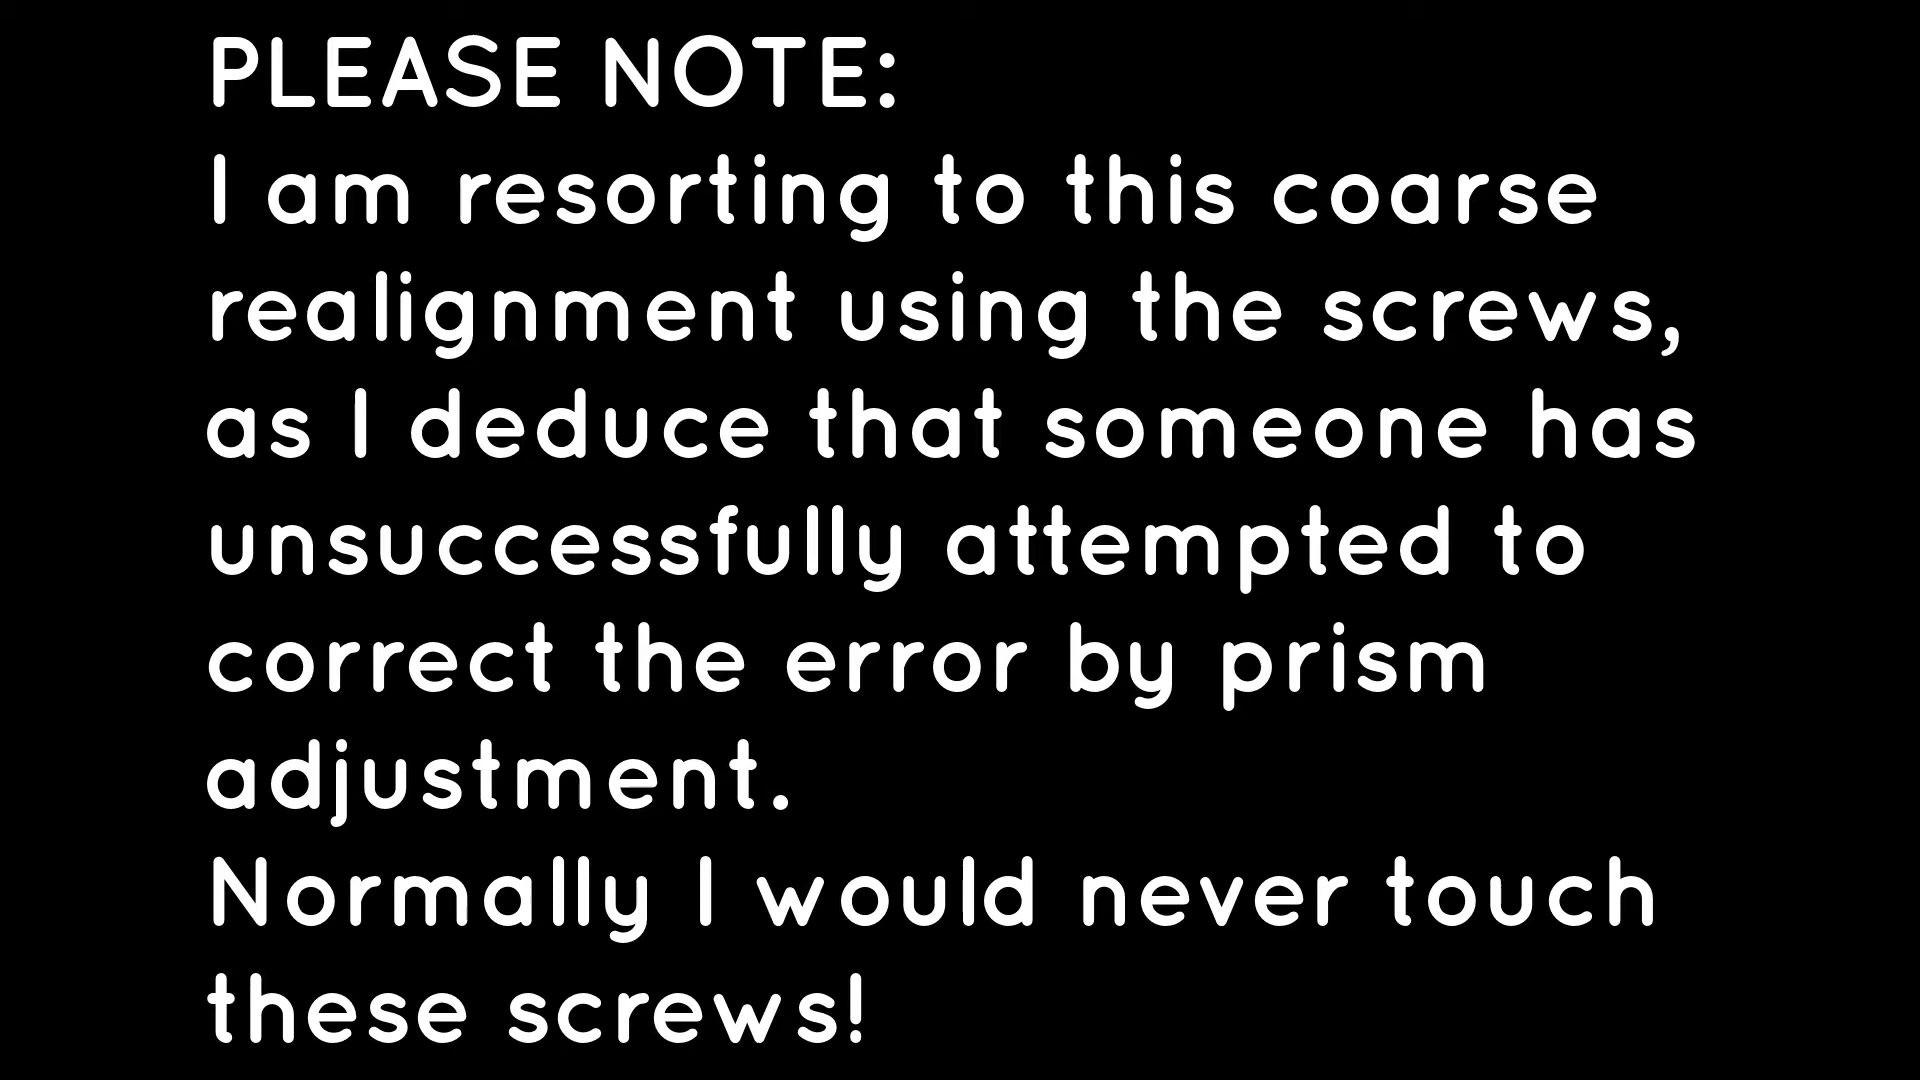 PLEASE NOTE:
I am resorting to this coarse
realignment using the screws,
as I deduce that someone has
unsuccessfully attempted to
correct the error by prism
adjustment.
Normally I would never touch
these screws!